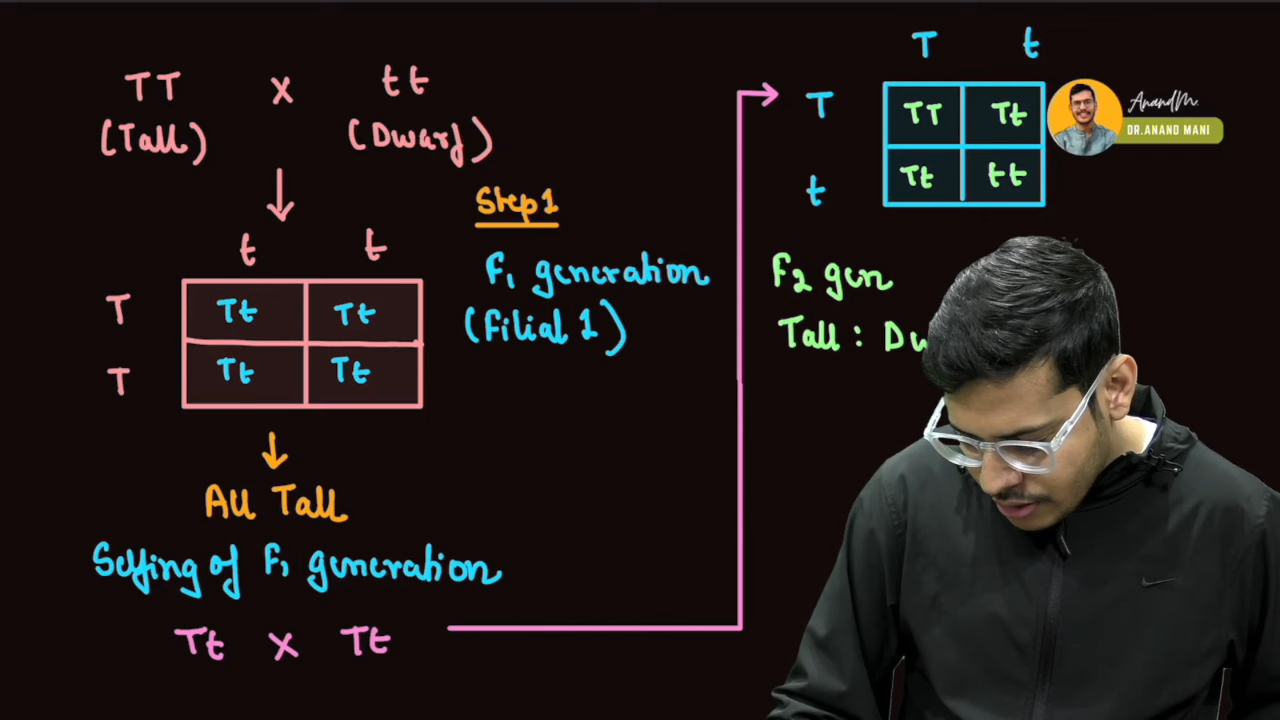 TT x tt
(Tall) (Dwarf)
t t
T Tt Tt
T Tt Tt
Step 1
F1 generation
(Filial 1)
All Tall
Selfing of F1 generation
Tt x Tt
T t
T TT Tt
t Tt tt
AnandM.
DR.ANAND MANI
F2 gen
Tall :